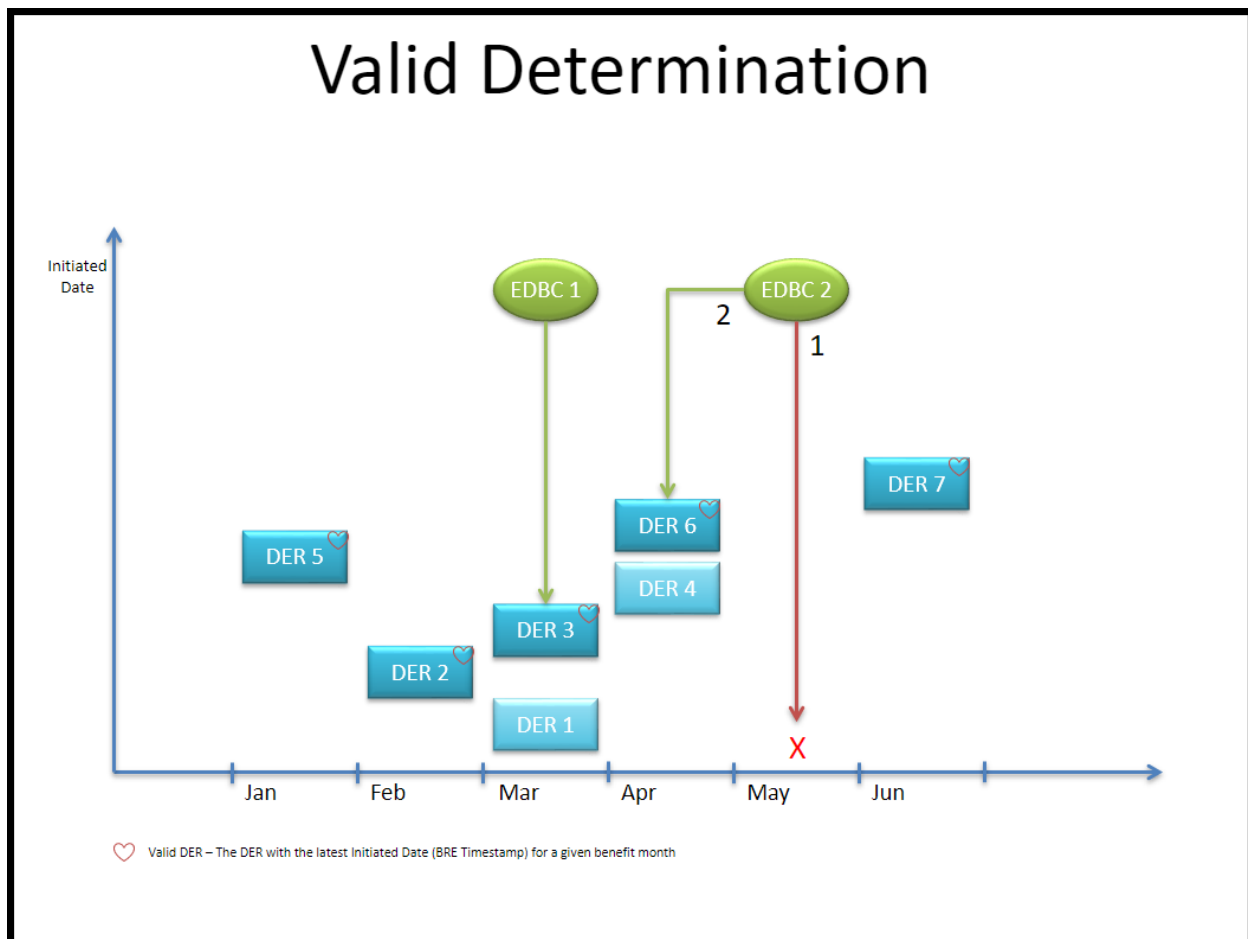 Valid Determination
Initiated
Date
EDBC 1
EDBC 2
2
1
DER 7
DER 6
DER 5
DER 4
DER 3
DER 2
DER 1
X
Jan
Feb
Mar
Apr
May
Jun
Valid DER – The DER with the latest Initiated Date (BRE Timestamp) for a given benefit month